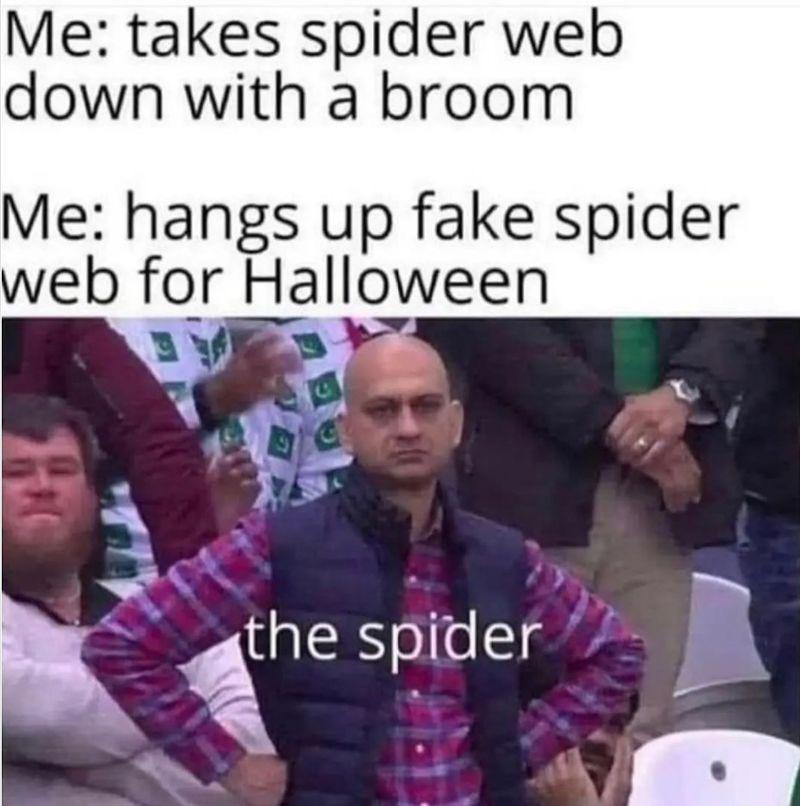 Me: takes spider web
down with a broom
Me: hangs up fake spider
web for Halloween
the spider